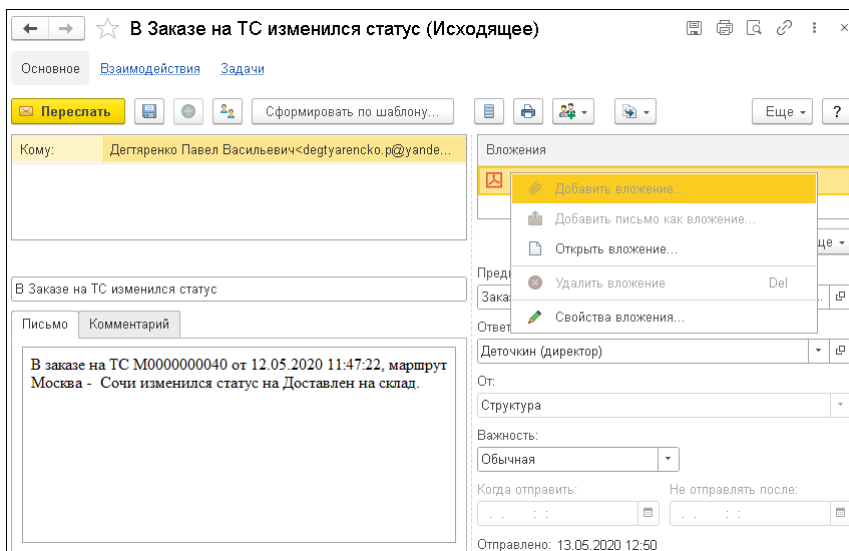 В Заказе на ТС изменился статус (Исходящее)
Основное Взаимодействия Задачи
Переслать Сформировать по шаблону... Еще ?
Кому: Дегтяренко Павел Васильевич<degtyarencko.p@yande...
Вложения
Добавить вложение...
Добавить письмо как вложение...
Открыть вложение...
Удалить вложение Del
Свойства вложения...
В Заказе на ТС изменился статус
Письмо Комментарий
В заказе на ТС М0000000040 от 12.05.2020 11:47:22, маршрут
Москва - Сочи изменился статус на Доставлен на склад.
Деточкин (директор)
От:
Структура
Важность:
Обычная
Когда отправить: Не отправлять после:
Отправлено: 13.05.2020 12:50